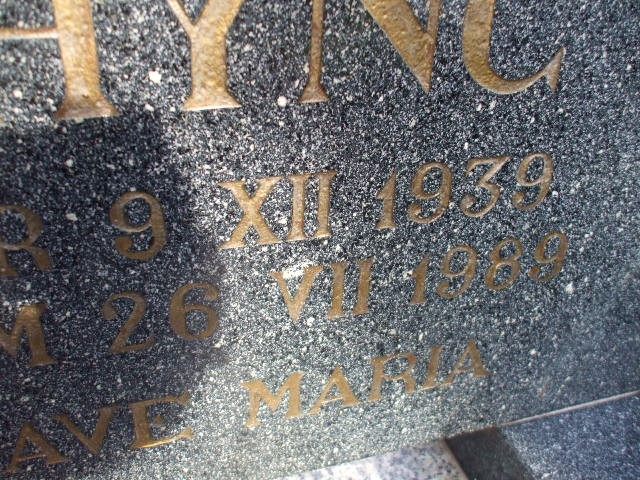 HYNC
R 9 XII 1939
M 26 VII 1989
AVE MARIA